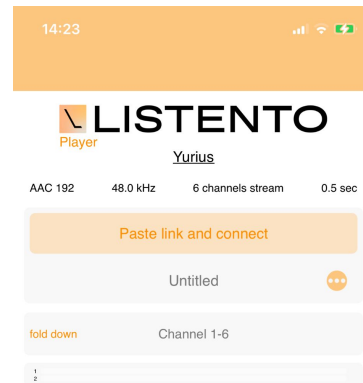 14:23
LISTENTO
Player
Yurius
AAC 192 48.0 kHz 6 channels stream 0.5 sec
Paste link and connect
Untitled
fold down Channel 1-6
1
2